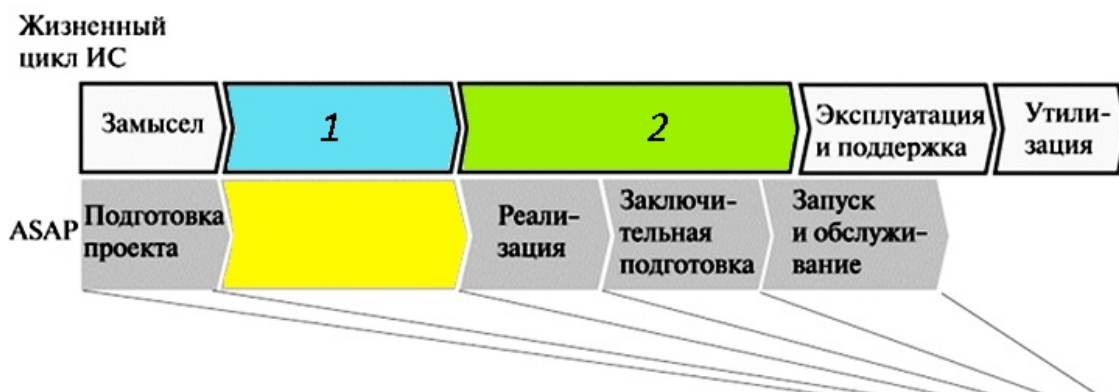 Жизненный
цикл ИС
Замысел
1
2
Эксплуатация
и поддержка
Утили-
зация
ASAP
Подготовка
проекта
Реали-
зация
Заключи-
тельная
подготовка
Запуск
и обслужи-
вание